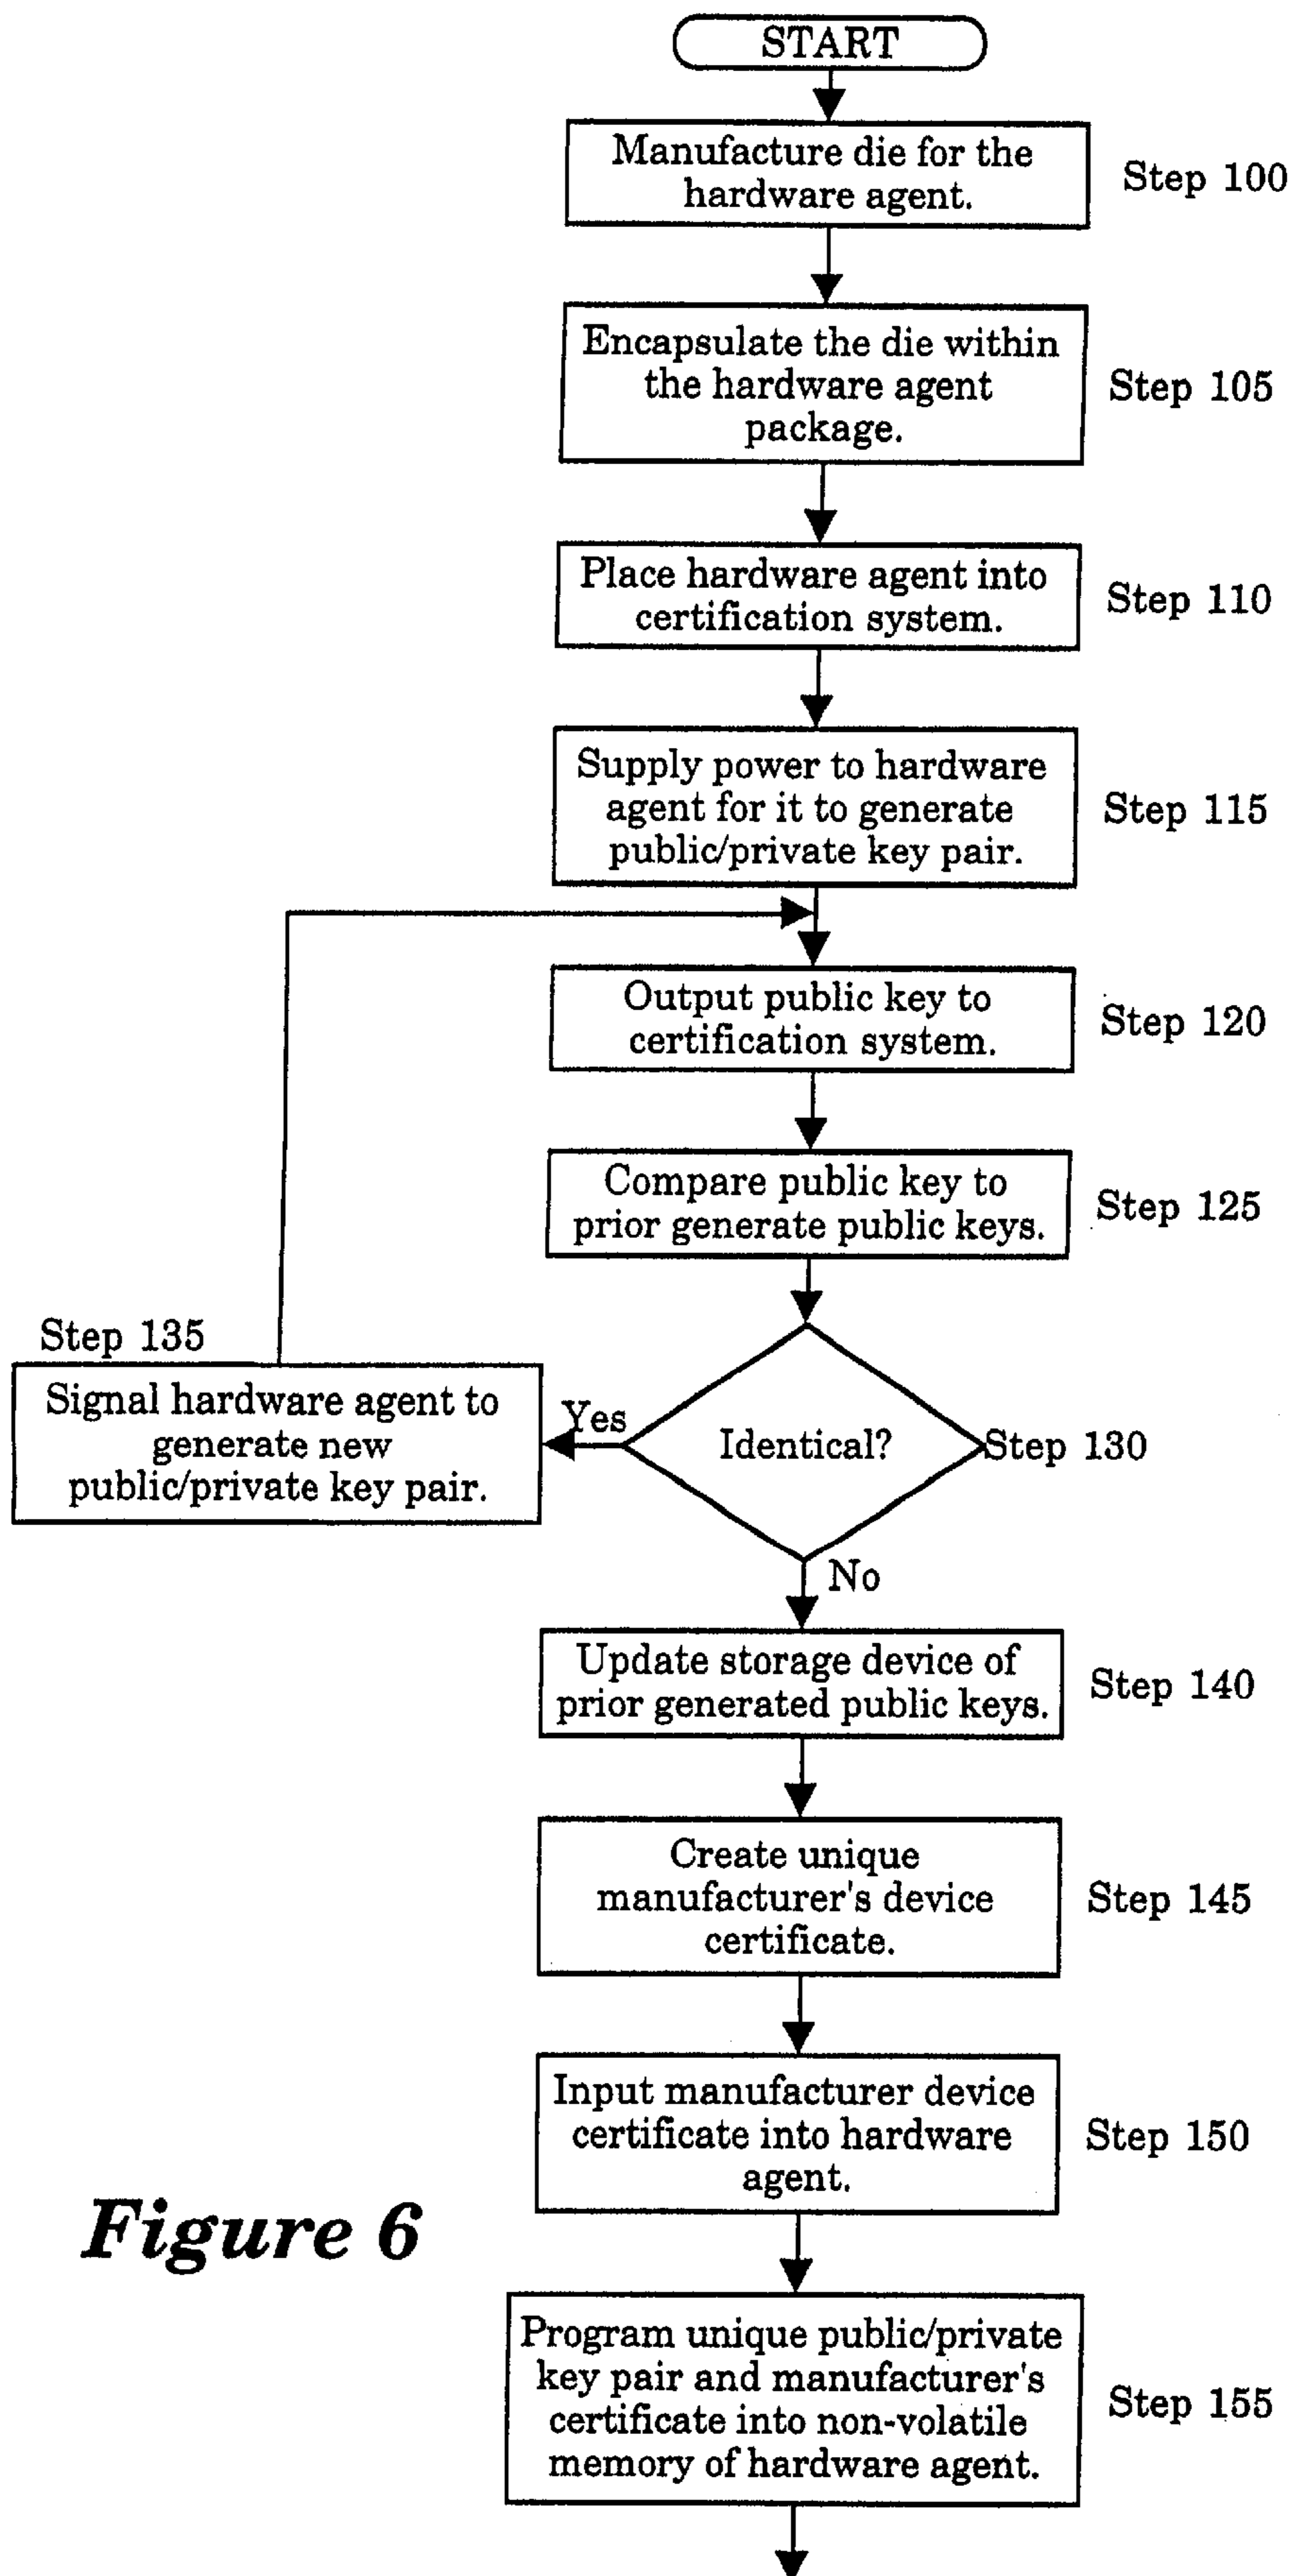 START
Manufacture die for the
hardware agent.
Step 100
Encapsulate the die within
the hardware agent
package.
Step 105
Place hardware agent into
certification system.
Step 110
Supply power to hardware
agent for it to generate
public/private key pair.
Step 115
Output public key to
certification system.
Step 120
Compare public key to
prior generate public keys.
Step 125
Step 135
Signal hardware agent to
generate new
public/private key pair.
Yes
Identical?
Step 130
No
Update storage device of
prior generated public keys.
Step 140
Create unique
manufacturer's device
certificate.
Step 145
Input manufacturer device
certificate into hardware
agent.
Step 150
Figure 6
Program unique public/private
key pair and manufacturer's
certificate into non-volatile
memory of hardware agent.
Step 155